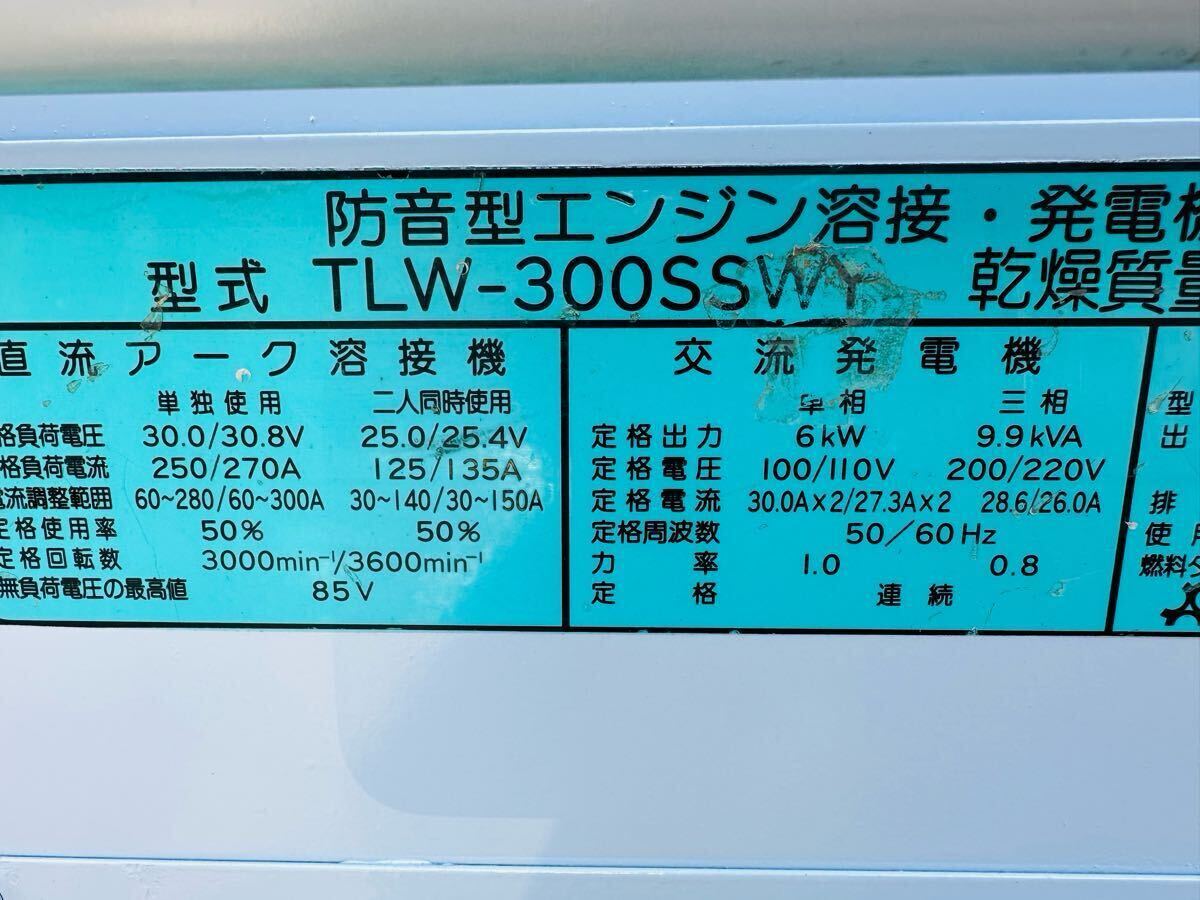 防音型エンジン溶接・発電機
型式 TLW-300SSWY 乾燥質量
直流アーク溶接機
単独使用 二人同時使用
格負荷電圧 30.0/30.8V 25.0/25.4V
格負荷電流 250/270A 125/135A
電流調整範囲 60~280/60~300A 30~140/30~150A
定格使用率 50% 50%
定格回転数 3000min⁻¹/3600min⁻¹
無負荷電圧の最高値 85V
交流発電機
単相 三相
定格出力 6kW 9.9kVA
定格電圧 100/110V 200/220V
定格電流 30.0A×2/27.3A×2 28.6/26.0A
定格周波数 50/60Hz
力率 1.0 0.8
定格 連続
型
出
排
使用
燃料タ